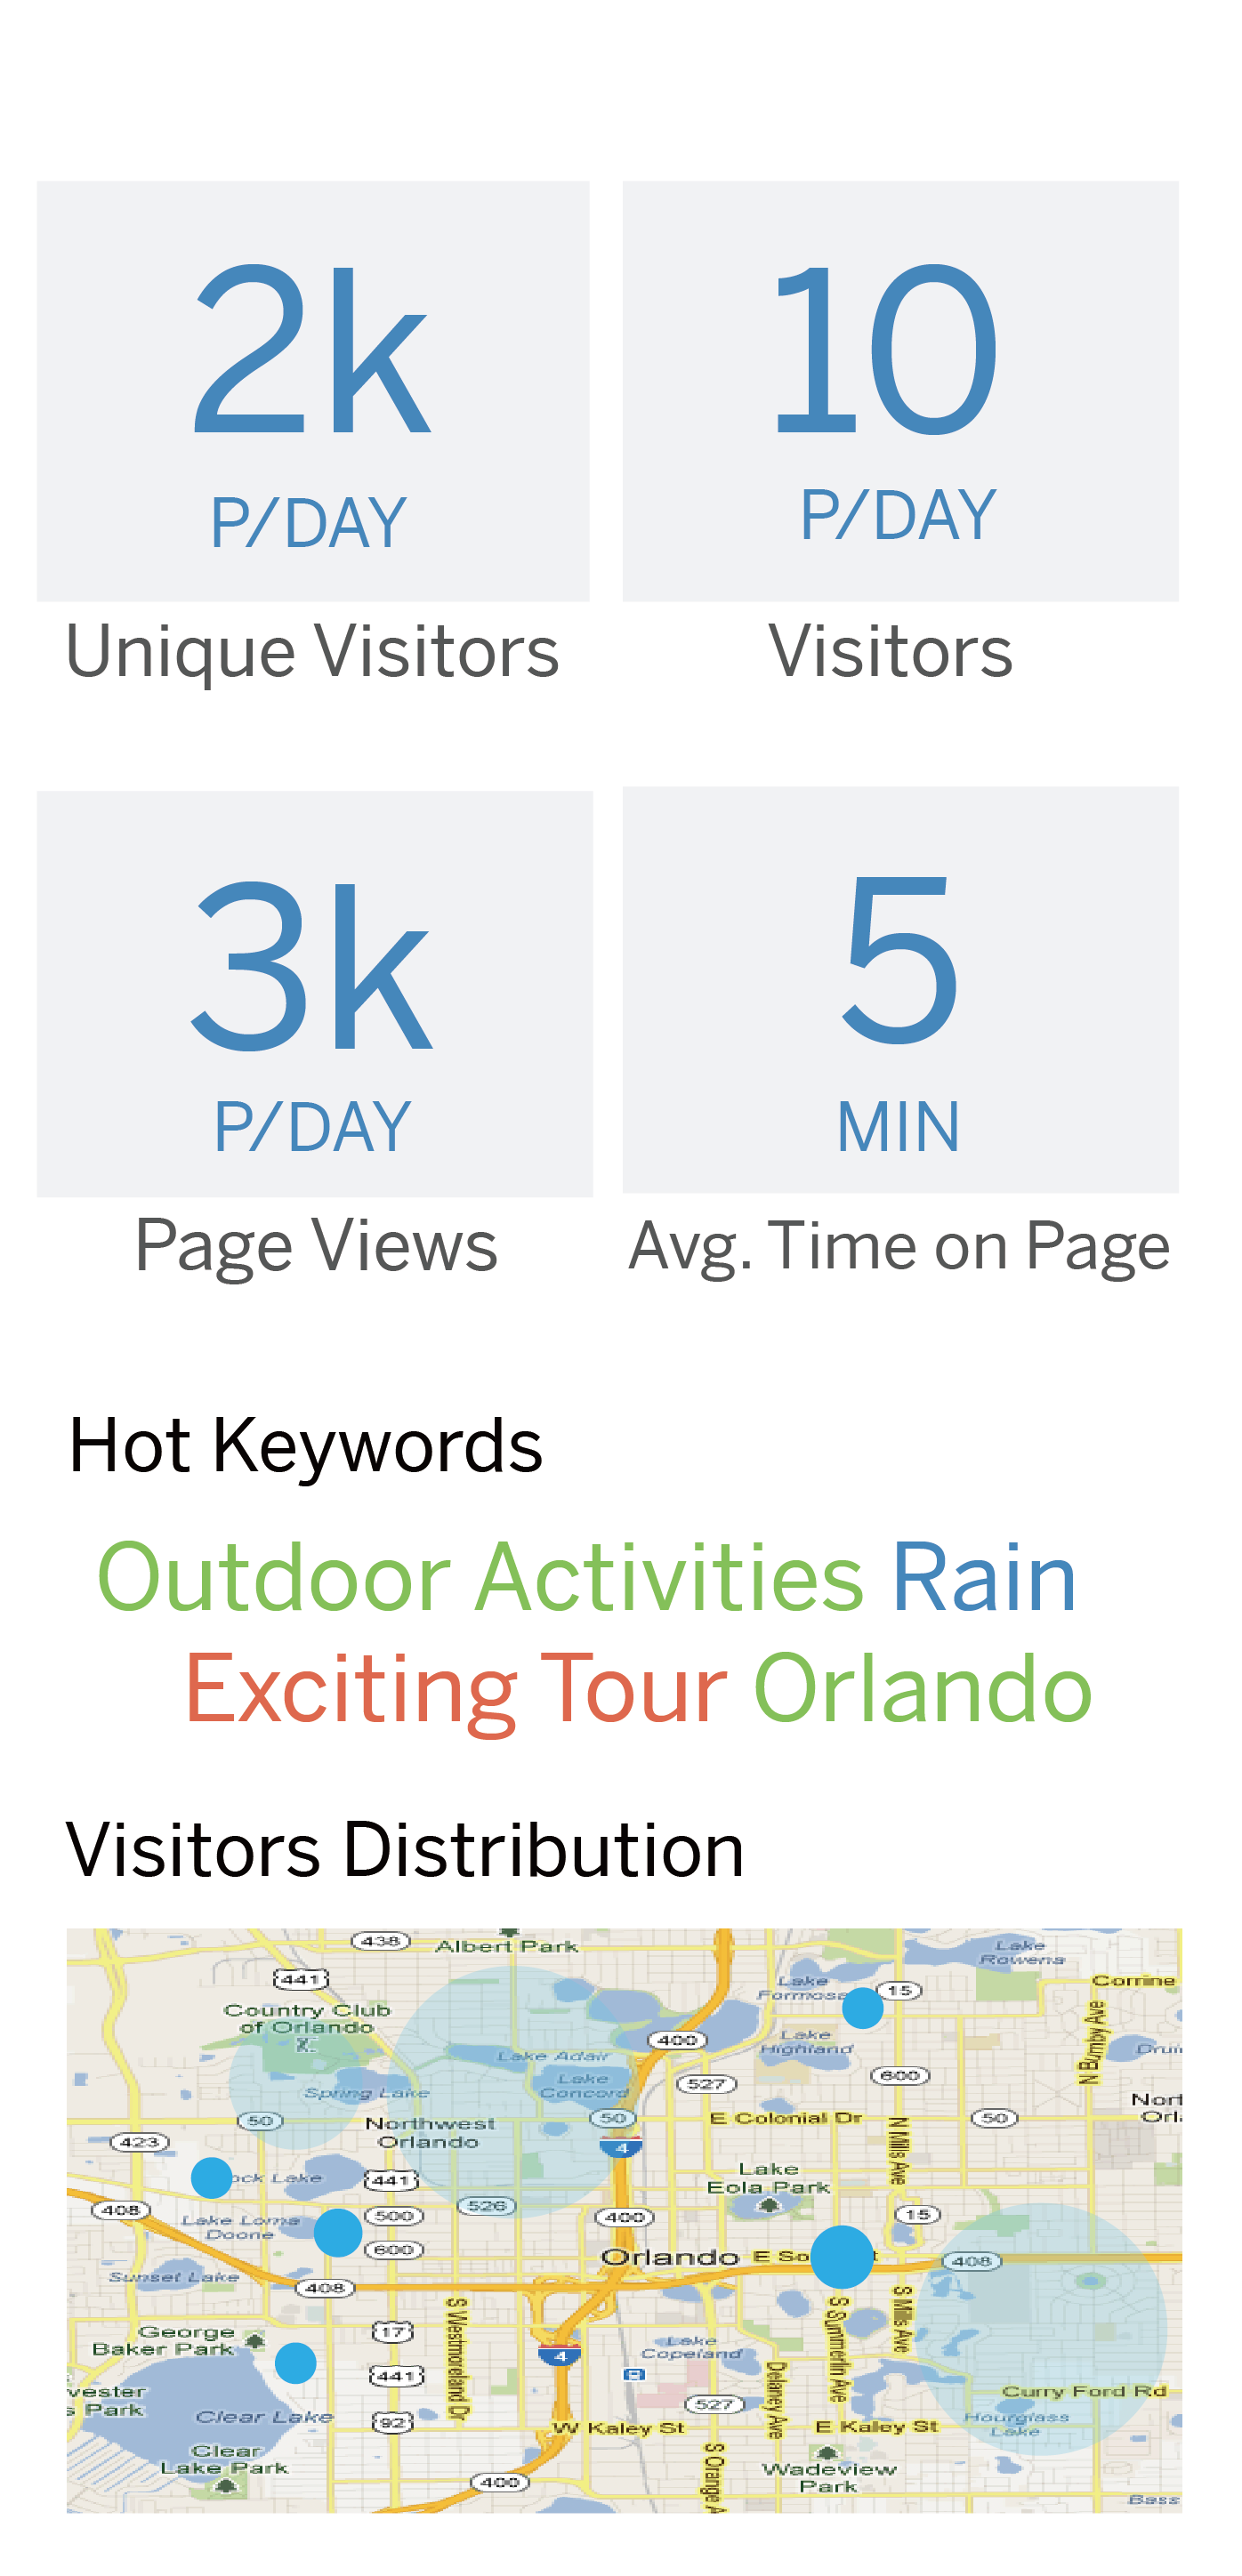 2k
P/DAY
Unique Visitors
10
P/DAY
Visitors
3k
P/DAY
Page Views
5
MIN
Avg. Time on Page
Hot Keywords
Outdoor Activities Rain
Exciting Tour Orlando
Visitors Distribution
438
Albert Park
441
Country Club
of Orlando
Lake
Rowena
Corrine
Lake
Formosa
15
Lake
Highland
400
N Bumby Ave
Lake Adair
Lake
Concord
Spring Lake
527
600
50
Northwest
Orlando
50
E Colonial Dr
50
423
4
N Mills Ave
441
Lake
Eola Park
408
526
500
400
15
Lake Loma
Doone
600
Orlando
E So
408
Sunset Lake
408
George
Baker Park
17
S Westmoreland Dr
4
Lake
Copeland
S Summerlin Ave
S Mills Ave
441
Delaney Ave
527
Curry Ford Rd
Park
Clear Lake
92
W Kaley St
E Kaley St
Hourglass
Lake
Clear
Lake Park
400
S Orange A
Wadeview
Park
Bass